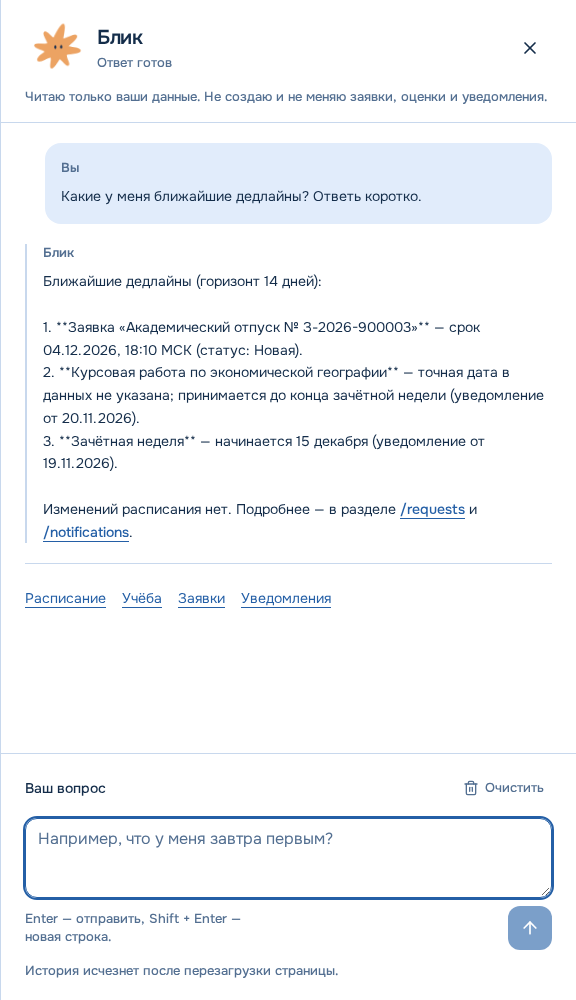 Блик
Ответ готов
Читаю только ваши данные. Не создаю и не меняю заявки, оценки и уведомления.
Вы
Какие у меня ближайшие дедлайны? Ответь коротко.
Блик
Ближайшие дедлайны (горизонт 14 дней):
1. **Заявка «Академический отпуск № З-2026-900003»** — срок
04.12.2026, 18:10 МСК (статус: Новая).
2. **Курсовая работа по экономической географии** — точная дата в
данных не указана; принимается до конца зачётной недели (уведомление
от 20.11.2026).
3. **Зачётная неделя** — начинается 15 декабря (уведомление от
19.11.2026).
Изменений расписания нет. Подробнее — в разделе /requests и
/notifications.
Расписание Учёба Заявки Уведомления
Ваш вопрос
Очистить
Например, что у меня завтра первым?
Enter — отправить, Shift + Enter —
новая строка.
История исчезнет после перезагрузки страницы.